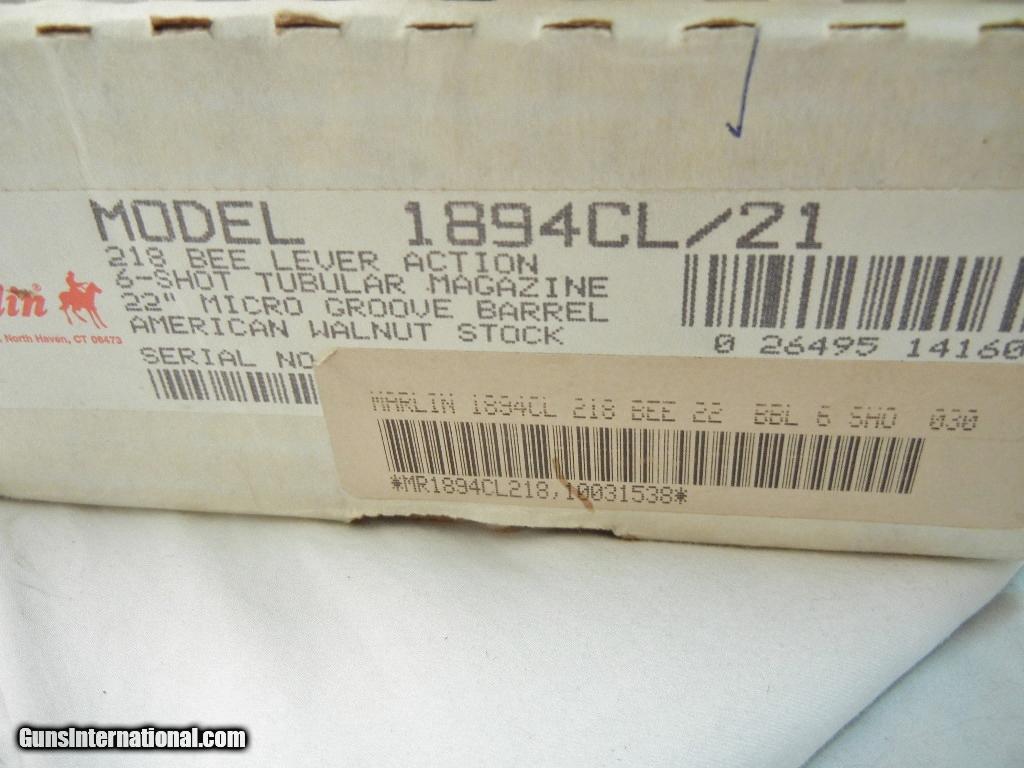 MODEL 1894CL/21
218 BEE LEVER ACTION
6-SHOT TUBULAR MAGAZINE
22" MICRO GROOVE BARREL
AMERICAN WALNUT STOCK
lin®
North Haven, CT 06473
SERIAL NO
0 26495 14160
MARLIN 1894CL 218 BEE 22 BBL 6 SHO 030
*MR1894CL218,10031538*
GunsInternational.com